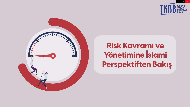 Risk Kavramı ve
Yönetimine İslami
Perspektiften Bakış